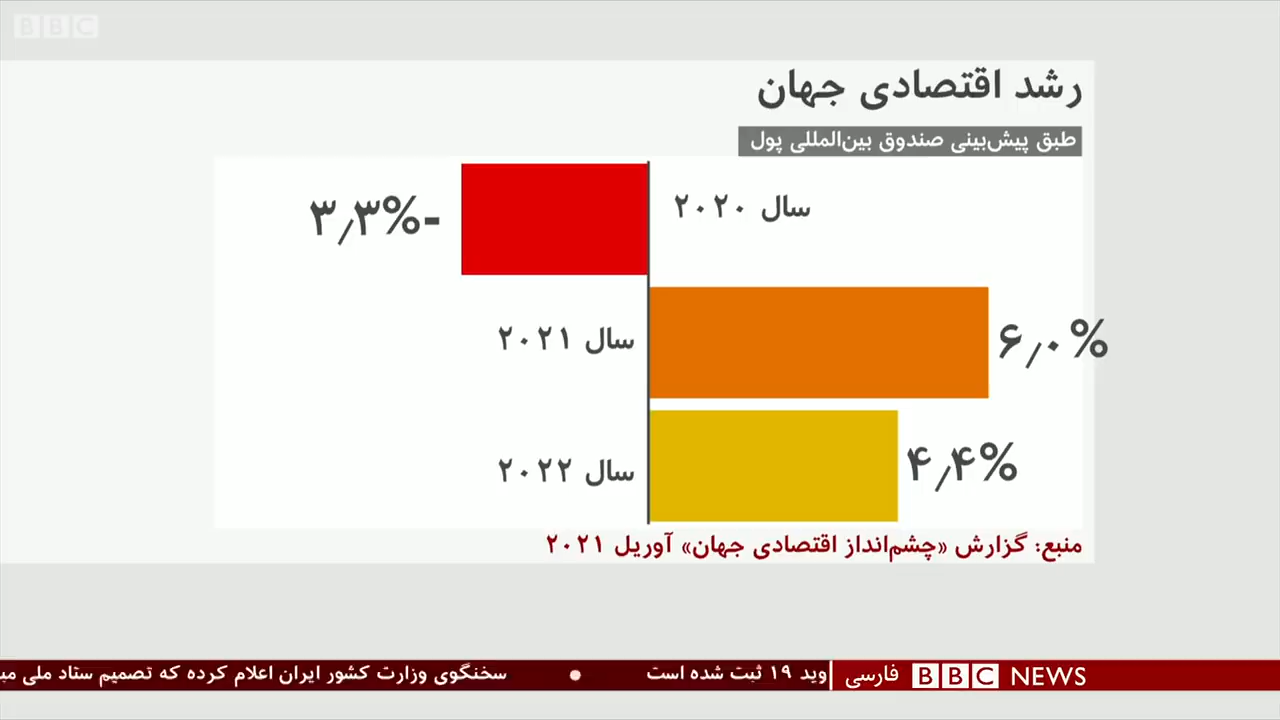 BBC
رشد اقتصادی جهان
طبق پیش‌بینی صندوق بین‌المللی پول
سال ۲۰۲۰
-۳٫۳%
سال ۲۰۲۱
۶٫۰%
سال ۲۰۲۲
۴٫۴%
منبع: گزارش «چشم‌انداز اقتصادی جهان» آوریل ۲۰۲۱
BBC NEWS فارسی
وید ۱۹ ثبت شده است • سخنگوی وزارت کشور ایران اعلام کرده که تصمیم ستاد ملی